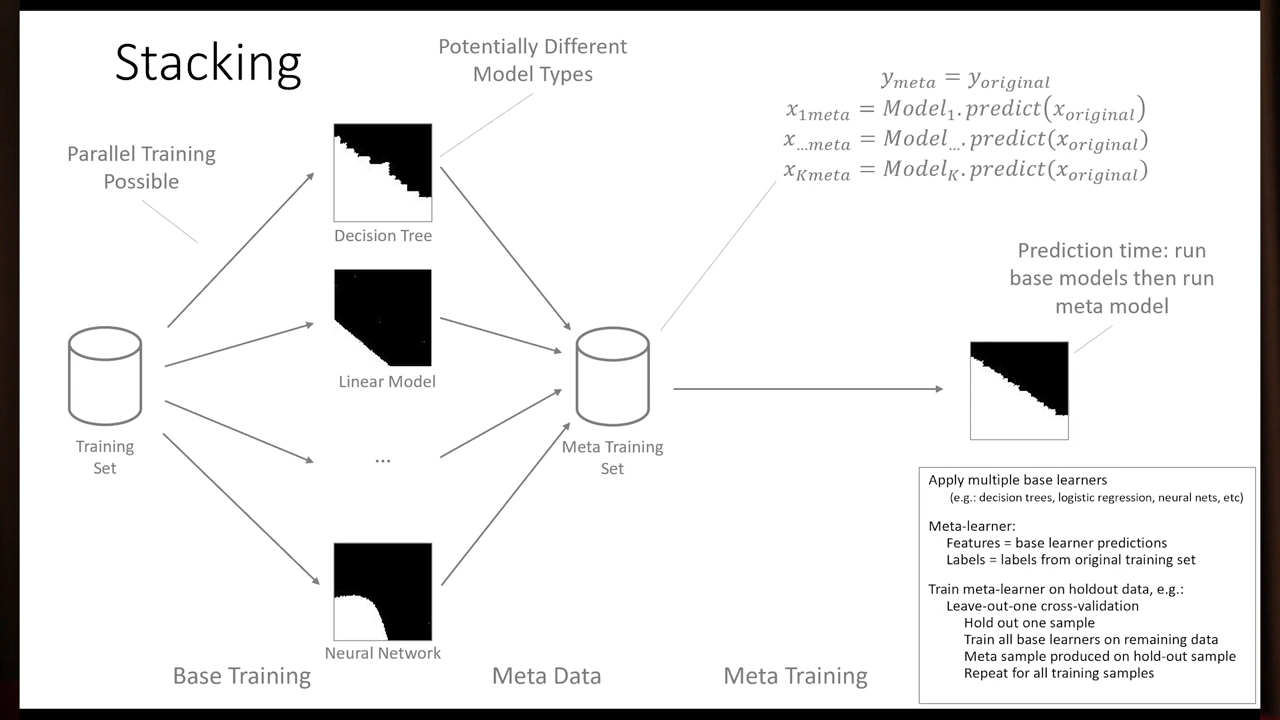 Stacking
Potentially Different
Model Types
y_meta = y_original
x_1meta = Model_1.predict(x_original)
x_...meta = Model_....predict(x_original)
x_Kmeta = Model_K.predict(x_original)
Parallel Training
Possible
Decision Tree
Prediction time: run
base models then run
meta model
Linear Model
Training
Set
...
Meta Training
Set
Neural Network
Base Training
Meta Data
Meta Training
Apply multiple base learners
(e.g.: decision trees, logistic regression, neural nets, etc)
Meta-learner:
Features = base learner predictions
Labels = labels from original training set
Train meta-learner on holdout data, e.g.:
Leave-out-one cross-validation
Hold out one sample
Train all base learners on remaining data
Meta sample produced on hold-out sample
Repeat for all training samples